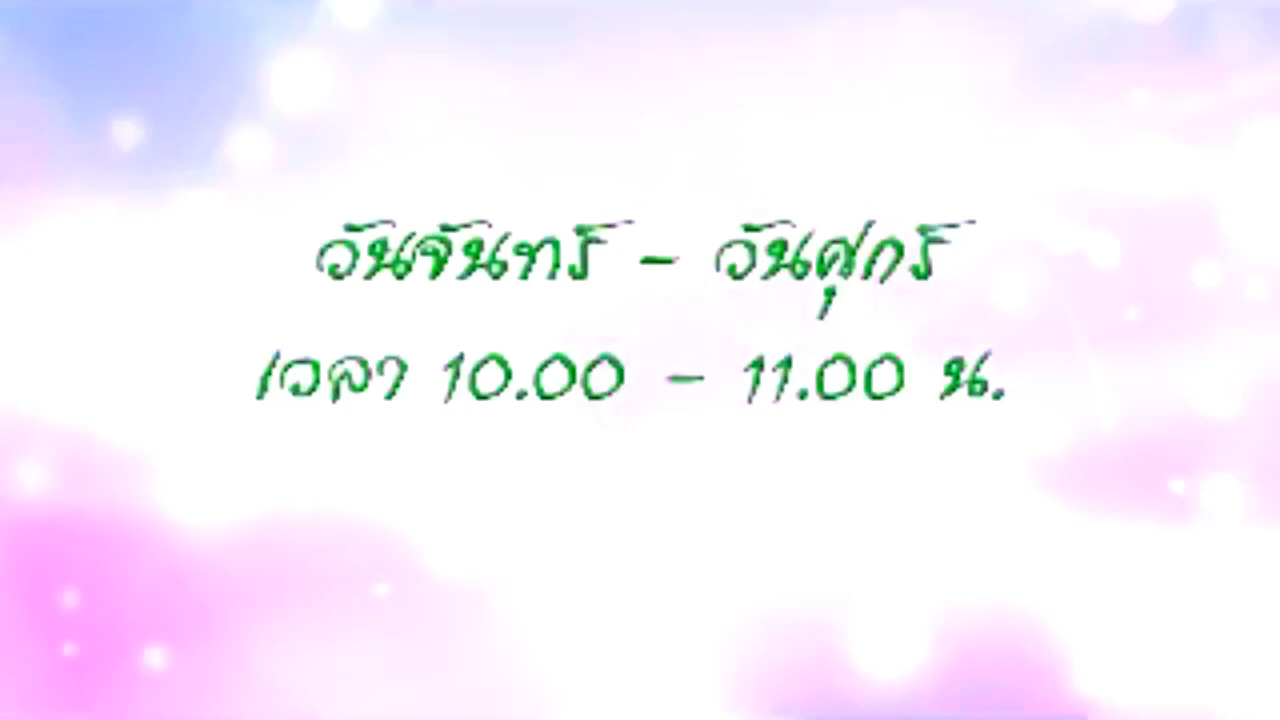 วันจันทร์ - วันศุกร์
เวลา 10.00 - 11.00 น.